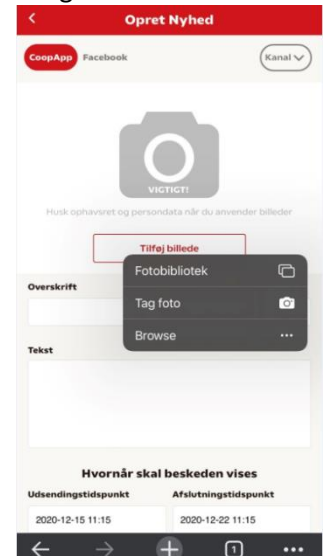 Opret Nyhed
CoopApp Facebook Kanal
VIGTIGT!
Husk ophavsret og persondata når du anvender billeder
Tilføj billede
Fotobibliotek
Tag foto
Browse
Overskrift
Tekst
Hvornår skal beskeden vises
Udsendingstidspunkt Afslutningstidspunkt
2020-12-15 11:15 2020-12-22 11:15
1